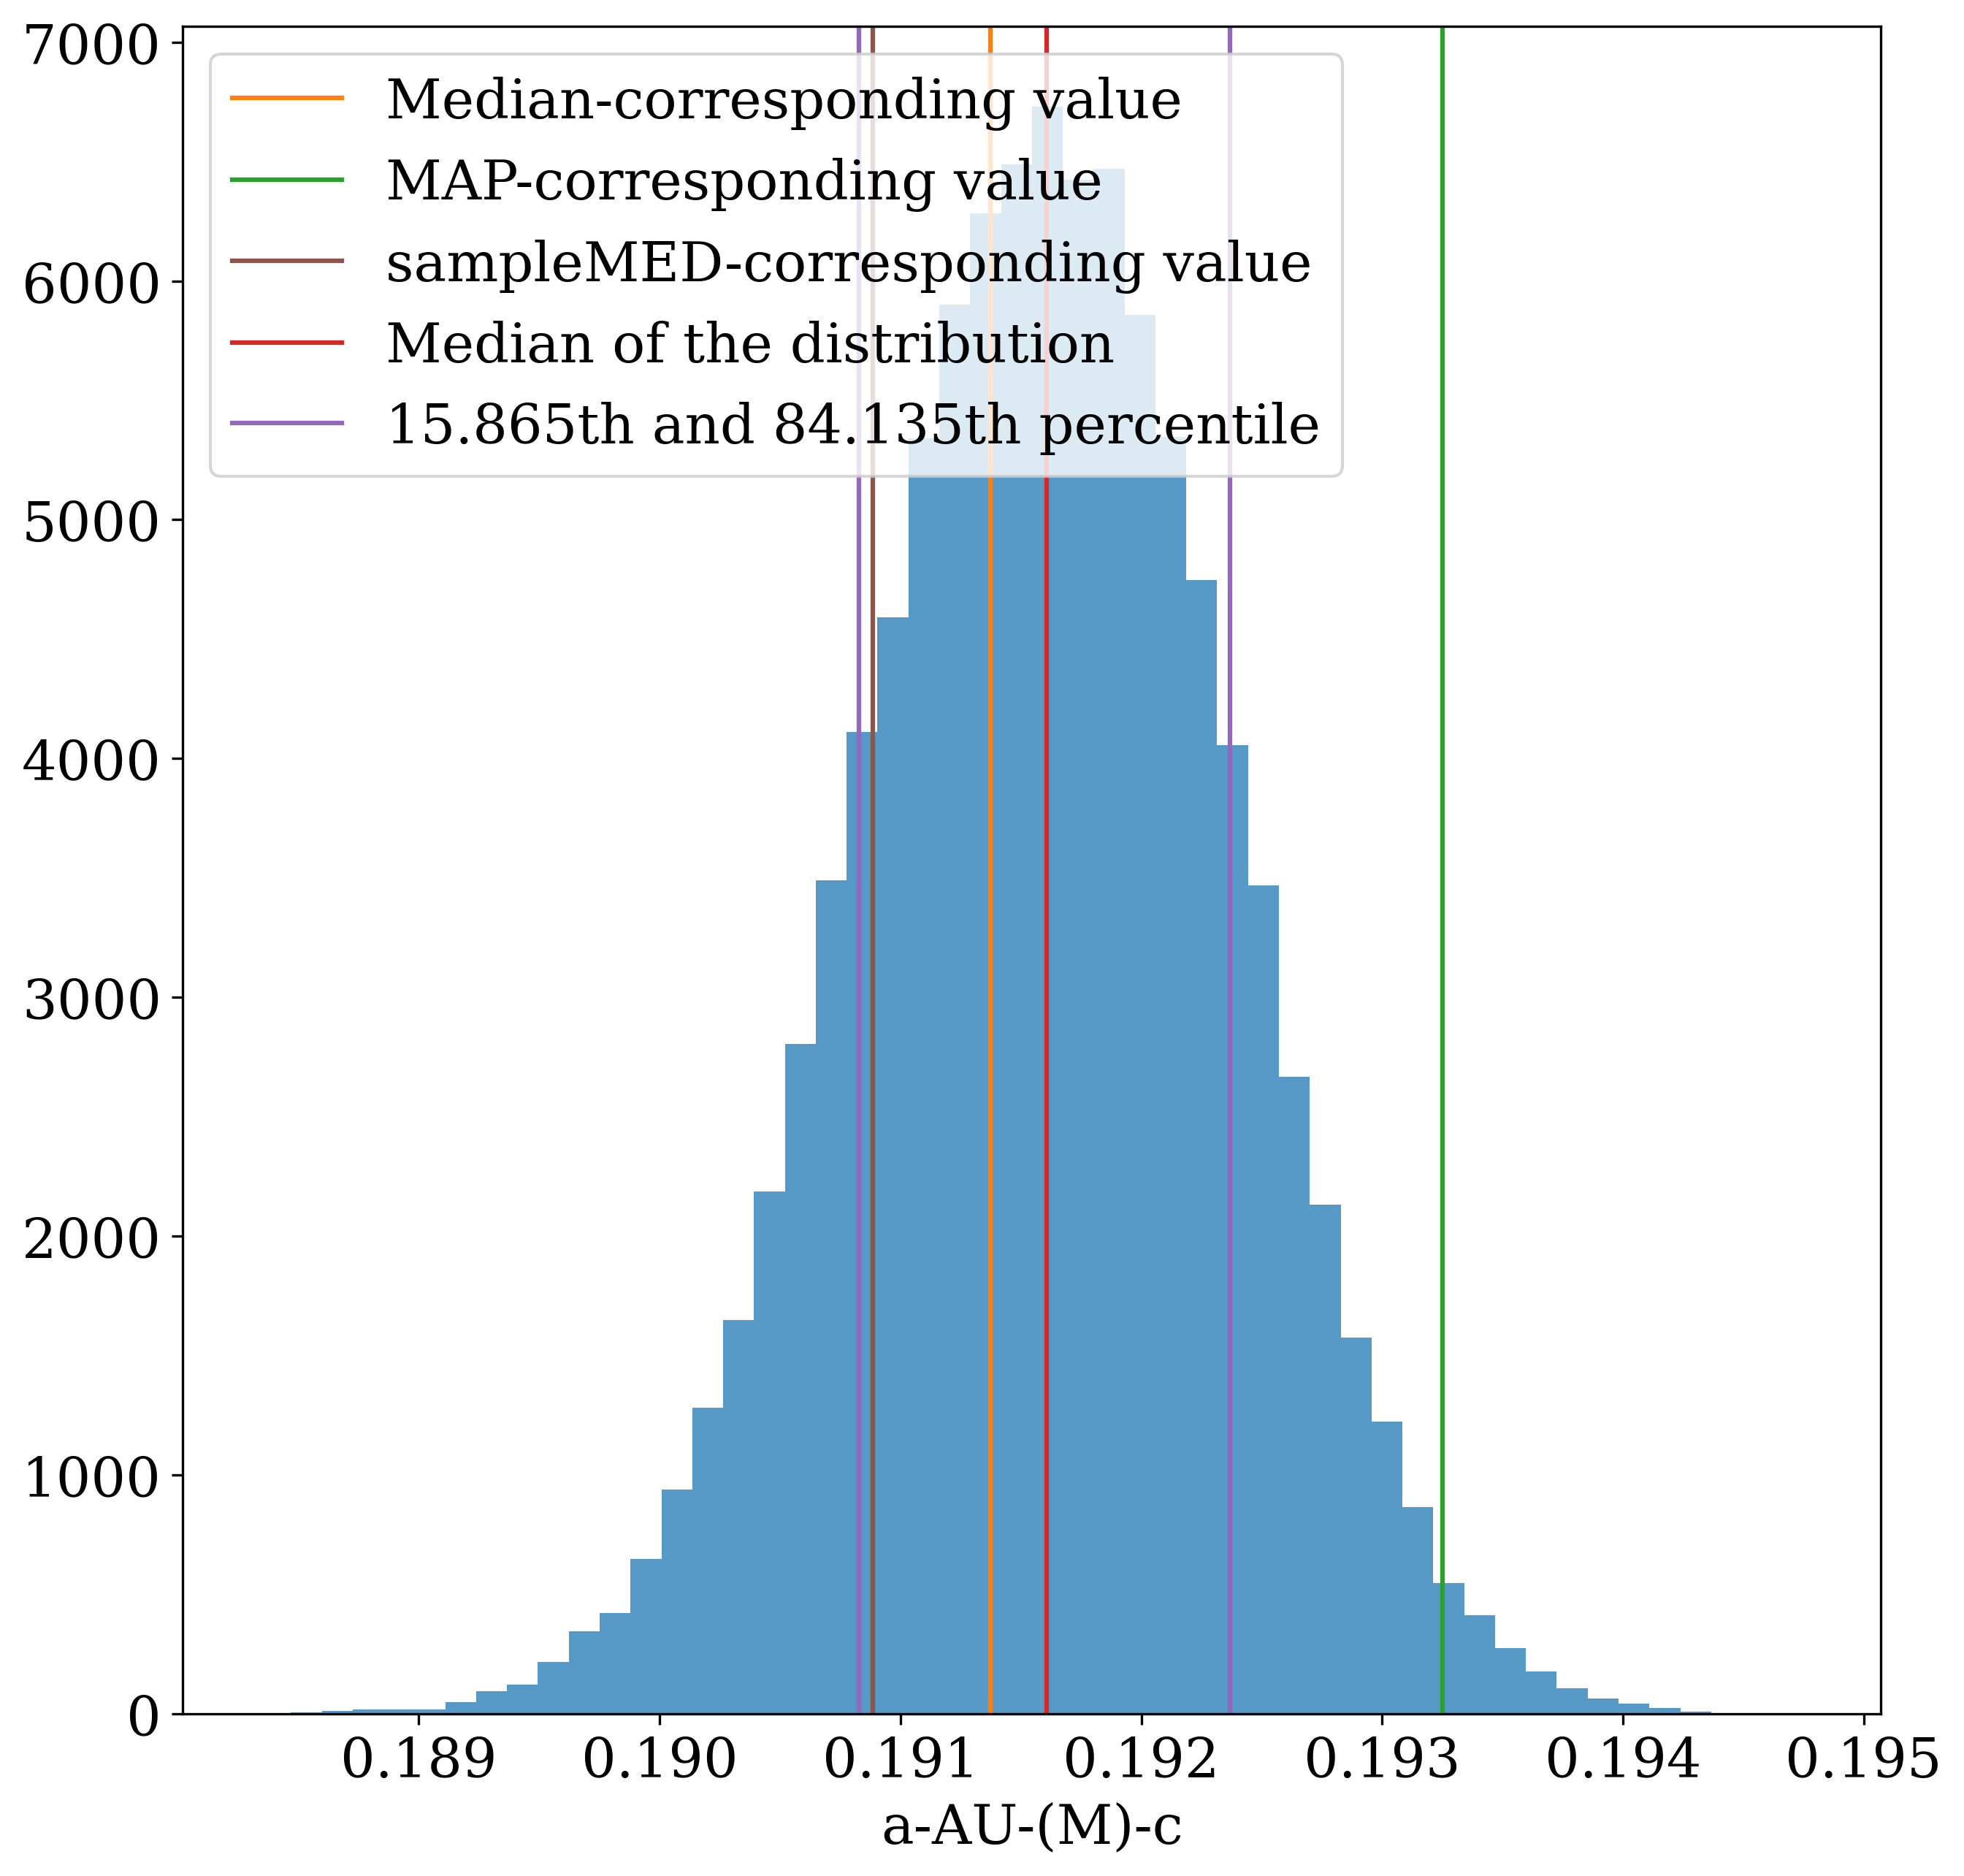 7000
6000
5000
4000
3000
2000
1000
0
Median-corresponding value
MAP-corresponding value
sampleMED-corresponding value
Median of the distribution
15.865th and 84.135th percentile
0.189 0.190 0.191 0.192 0.193 0.194 0.195
a-AU-(M)-c